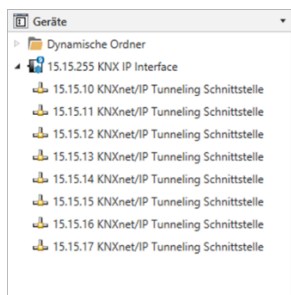 Geräte
Dynamische Ordner
15.15.255 KNX IP Interface
15.15.10 KNXnet/IP Tunneling Schnittstelle
15.15.11 KNXnet/IP Tunneling Schnittstelle
15.15.12 KNXnet/IP Tunneling Schnittstelle
15.15.13 KNXnet/IP Tunneling Schnittstelle
15.15.14 KNXnet/IP Tunneling Schnittstelle
15.15.15 KNXnet/IP Tunneling Schnittstelle
15.15.16 KNXnet/IP Tunneling Schnittstelle
15.15.17 KNXnet/IP Tunneling Schnittstelle